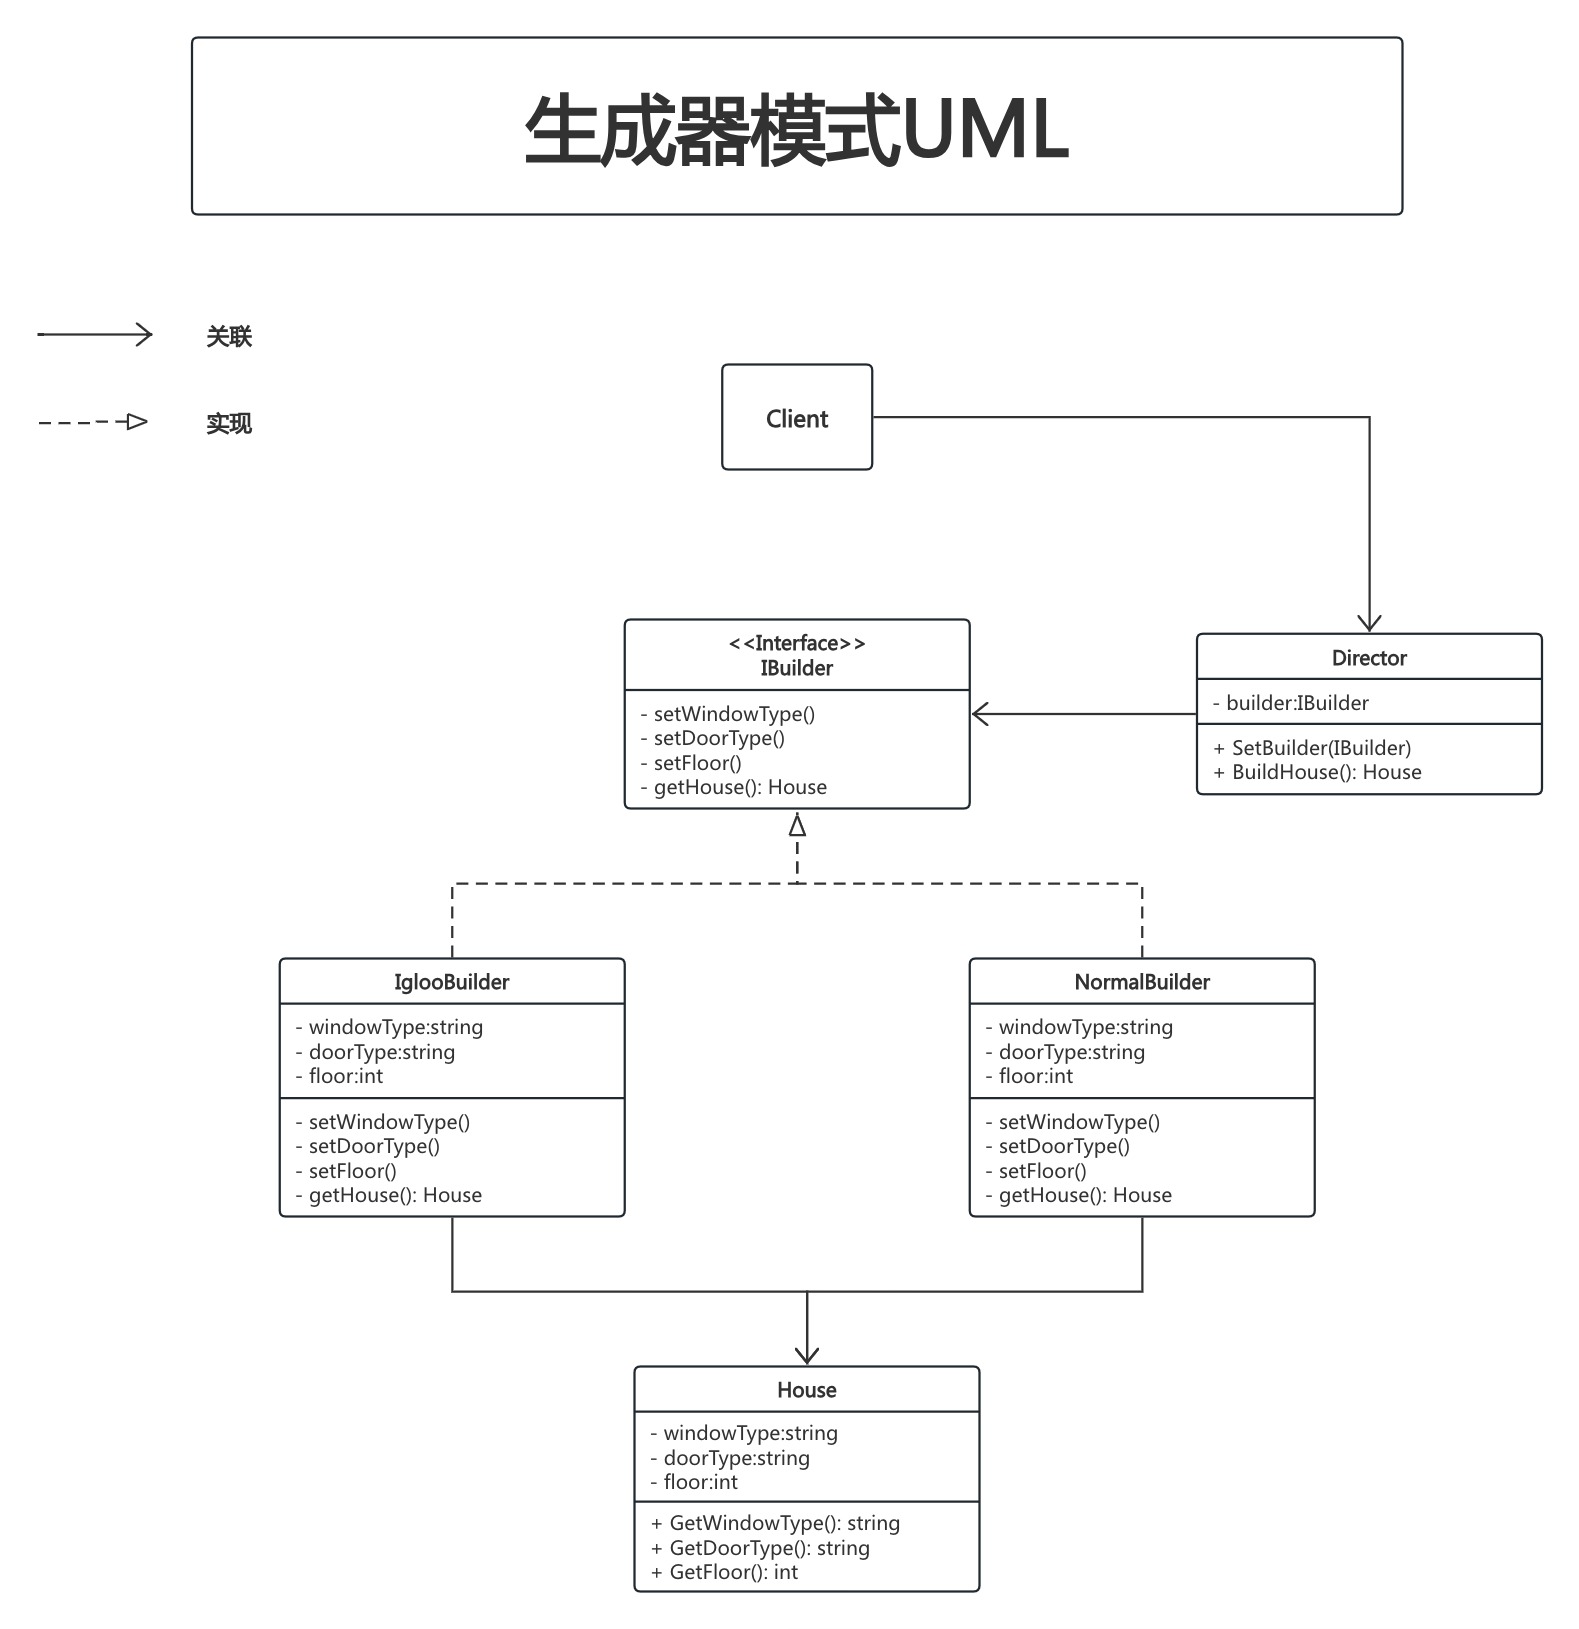 生成器模式UML
关联
实现
Client
<<Interface>>
IBuilder
- setWindowType()
- setDoorType()
- setFloor()
- getHouse(): House
Director
- builder:IBuilder
+ SetBuilder(IBuilder)
+ BuildHouse(): House
IglooBuilder
- windowType:string
- doorType:string
- floor:int
- setWindowType()
- setDoorType()
- setFloor()
- getHouse(): House
NormalBuilder
- windowType:string
- doorType:string
- floor:int
- setWindowType()
- setDoorType()
- setFloor()
- getHouse(): House
House
- windowType:string
- doorType:string
- floor:int
+ GetWindowType(): string
+ GetDoorType(): string
+ GetFloor(): int